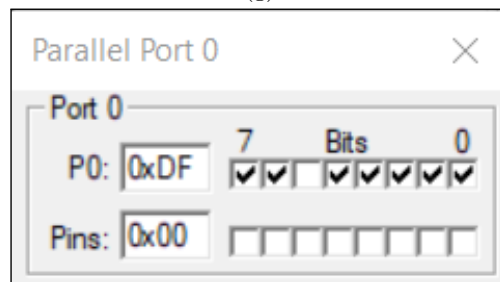 Parallel Port 0
Port 0
7 Bits 0
P0: 0xDF
Pins: 0x00